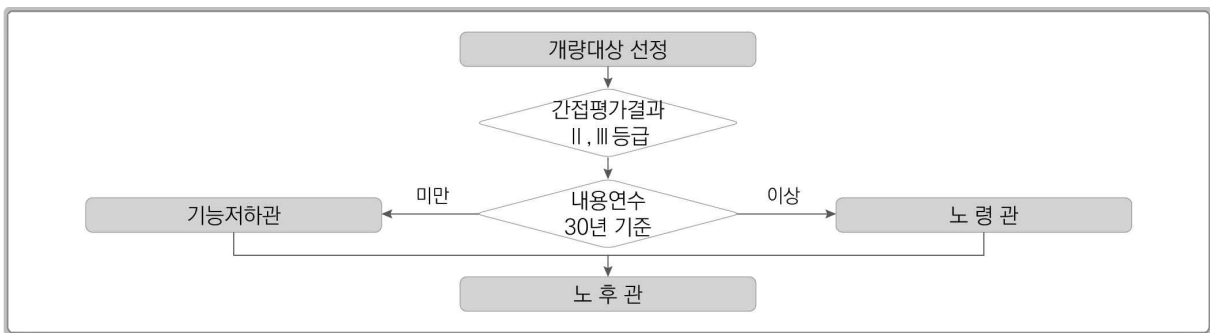 개량대상 선정
간접평가결과
Ⅱ,Ⅲ등급
미만
내용연수
30년 기준
이상
기능저하관
노 령 관
노 후 관